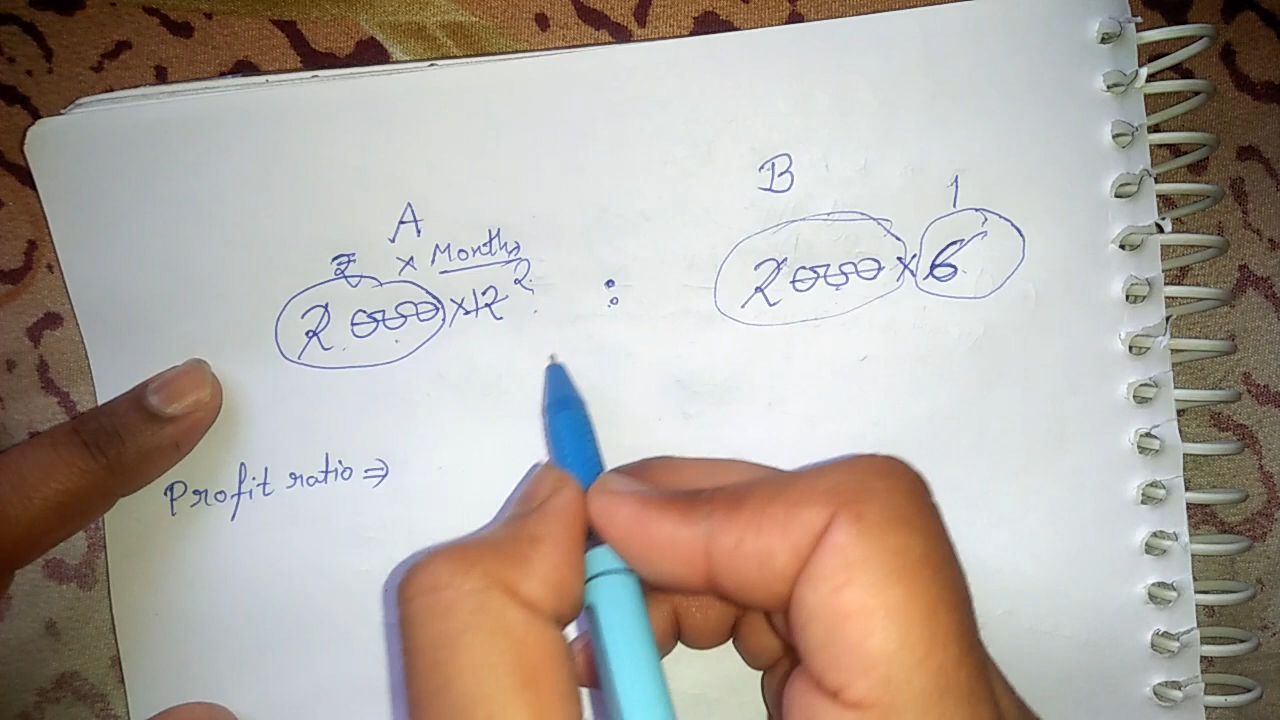 A B
₹ × Months 1
2000 × 12 2 : 2000 × 6
Profit ratio ⇒